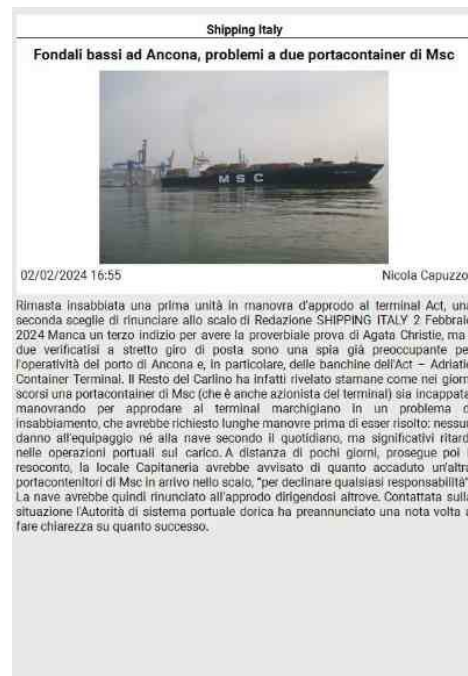 Shipping Italy
Fondali bassi ad Ancona, problemi a due portacontainer di Msc
MSC
02/02/2024 16:55
Nicola Capuzzo
Rimasta insabbiata una prima unità in manovra d'approdo al terminal Act, una
seconda sceglie di rinunciare allo scalo di Redazione SHIPPING ITALY 2 Febbraio
2024 Manca un terzo indizio per avere la proverbiale prova di Agata Christie, ma
due verificatisi a stretto giro di posta sono una spia già preoccupante per
l'operatività del porto di Ancona e, in particolare, delle banchine dell'Act – Adriatic
Container Terminal. Il Resto del Carlino ha infatti rivelato stamane come nei giorni
scorsi una portacontainer di Msc (che è anche azionista del terminal) sia incappata,
manovrando per approdare al terminal marchigiano in un problema di
insabbiamento, che avrebbe richiesto lunghe manovre prima di esser risolto: nessun
danno all'equipaggio né alla nave secondo il quotidiano, ma significativi ritardi
nelle operazioni portuali sul carico. A distanza di pochi giorni, prosegue poi il
resoconto, la locale Capitaneria avrebbe avvisato di quanto accaduto un'altra
portacontenitori di Msc in arrivo nello scalo, "per declinare qualsiasi responsabilità".
La nave avrebbe quindi rinunciato all'approdo dirigendosi altrove. Contattata sulla
situazione l'Autorità di sistema portuale dorica ha preannunciato una nota volta a
fare chiarezza su quanto successo.